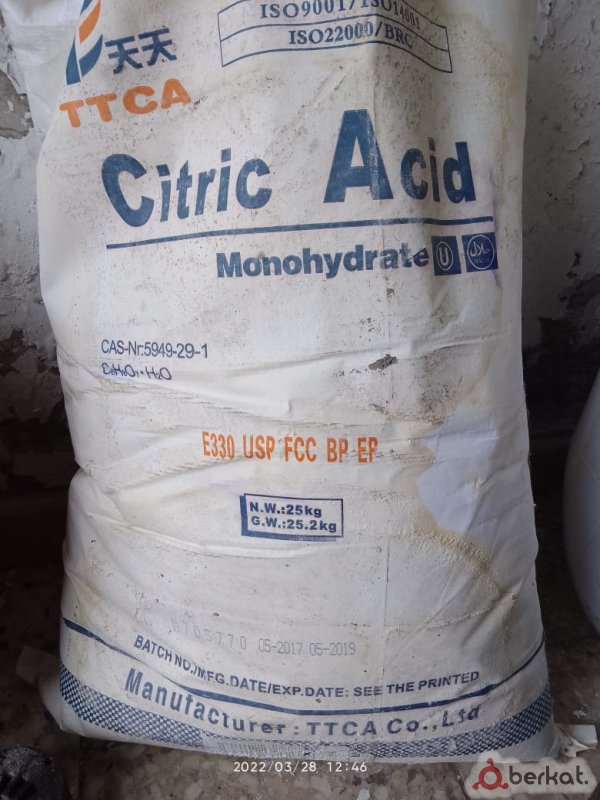 天天
TTCA
ISO9001/ISO14001
ISO22000/BRC
Citric Acid
Monohydrate U
CAS-Nr:5949-29-1
C₆H₈O₇·H₂O
E330 USP FCC BP EP
N.W.:25kg
G.W.:25.2kg
05-2017 05-2019
BATCH NO./MFG.DATE/EXP.DATE: SEE THE PRINTED
Manufacturer:TTCA Co.,Ltd
2022/03/28 12:46
berkat.